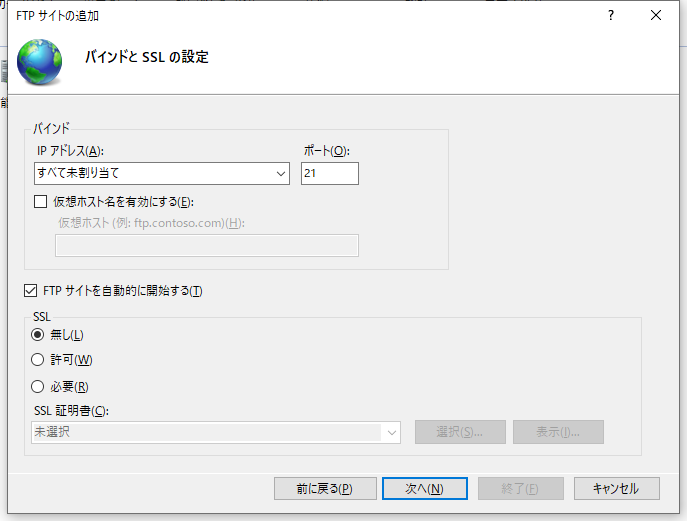 FTP サイトの追加
?
バインドと SSL の設定
バインド
IP アドレス(A):
ポート(O):
すべて未割り当て
21
仮想ホスト名を有効にする(E):
仮想ホスト (例: ftp.contoso.com)(H):
FTP サイトを自動的に開始する(T)
SSL
無し(L)
許可(W)
必要(R)
SSL 証明書(C):
未選択
選択(S)...
表示(I)...
前に戻る(P)
次へ(N)
終了(F)
キャンセル